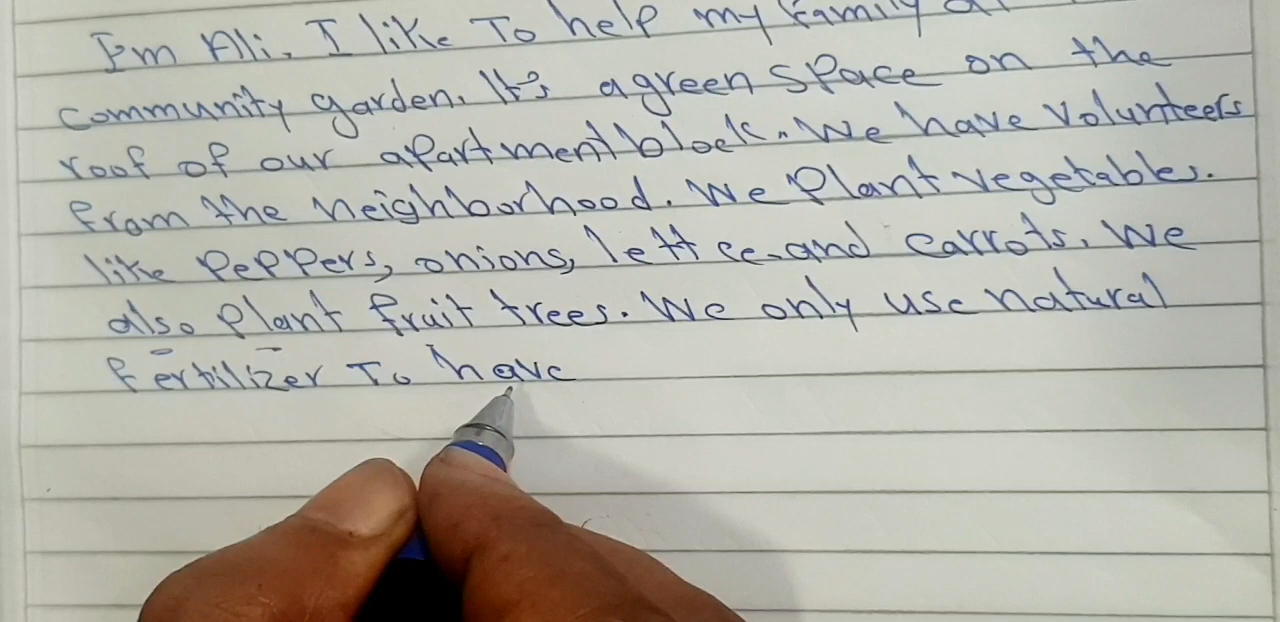 I'm Ali. I like To help my family
community garden. It's a green space on the
roof of our apartment block. We have Volunteers
from the neighborhood. We Plant vegetables.
like Peppers, onions, lettce and carrots. We
also Plant fruit trees. We only use natural
Fertilizer To have